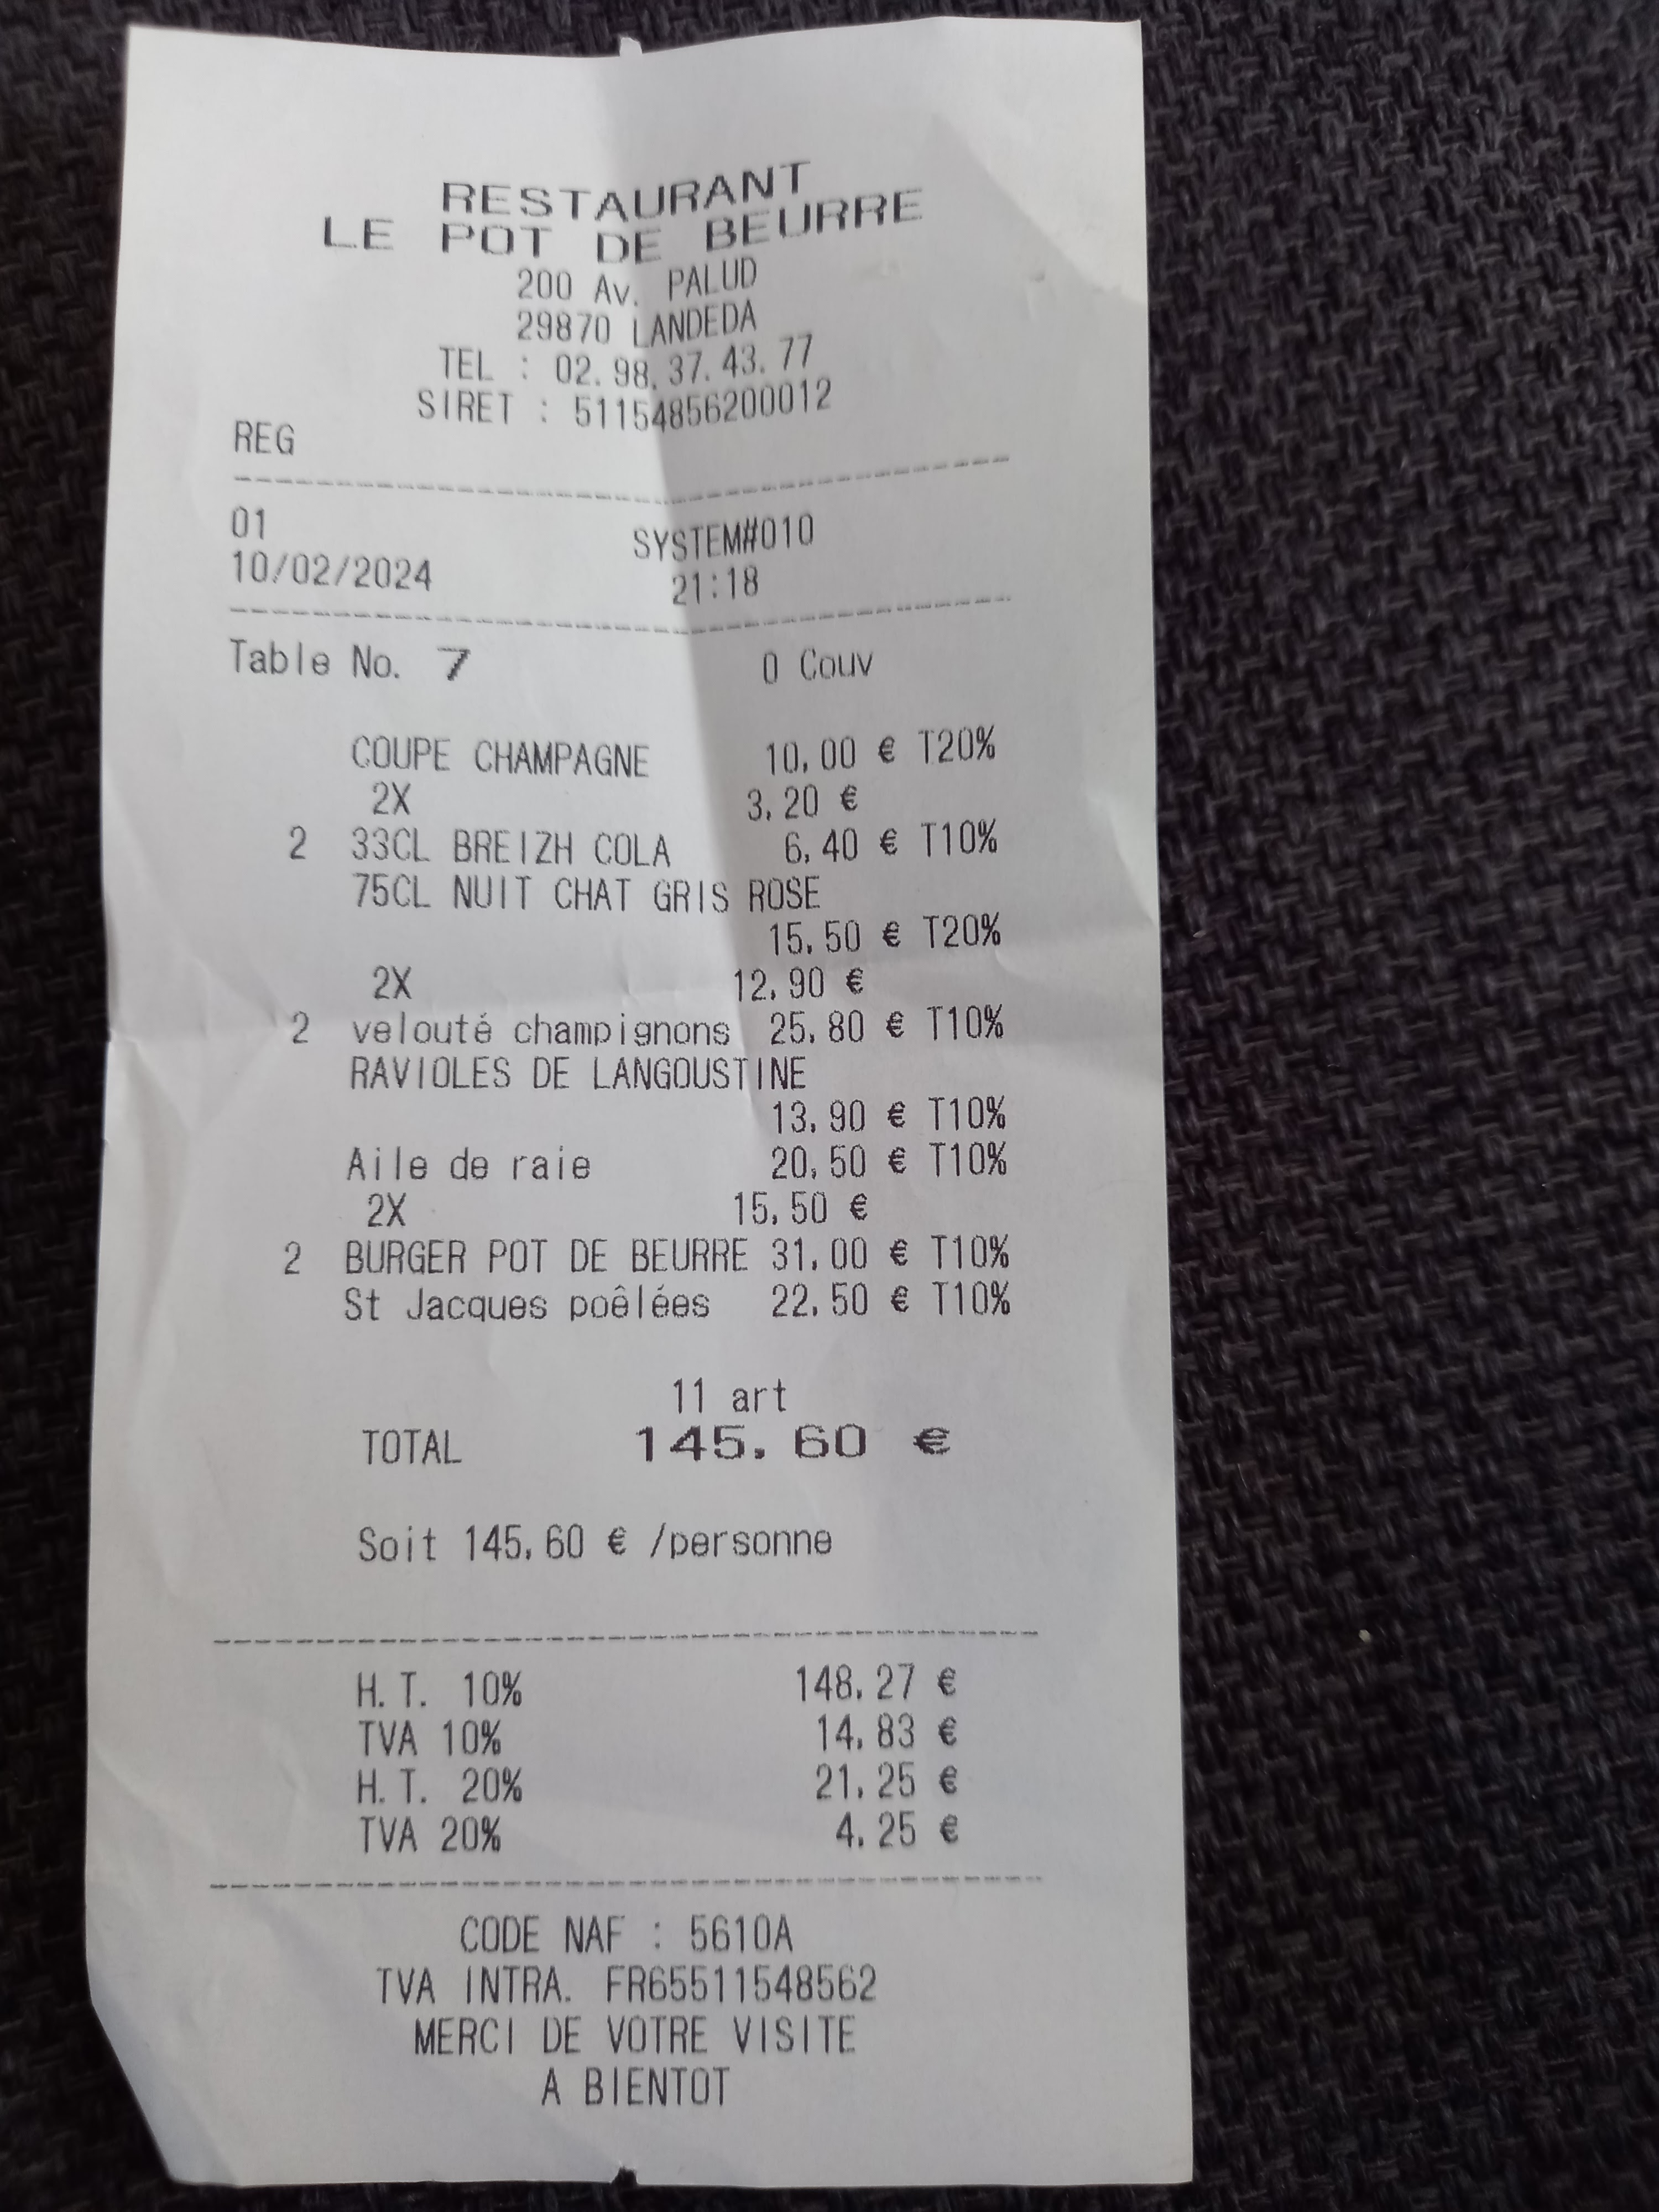 RESTAURANT
LE POT DE BEURRE
200 Av. PALUD
29870 LANDEDA
TEL : 02.98.37.43.77
SIRET : 51154856200012
REG
01 SYSTEM#010
10/02/2024 21:18
Table No. 7 0 Couv
COUPE CHAMPAGNE 10,00 € T20%
2X 3,20 €
2 33CL BREIZH COLA 6,40 € T10%
75CL NUIT CHAT GRIS ROSE
15,50 € T20%
2X 12,90 €
2 velouté champignons 25,80 € T10%
RAVIOLES DE LANGOUSTINE
13,90 € T10%
Aile de raie 20,50 € T10%
2X 15,50 €
2 BURGER POT DE BEURRE 31,00 € T10%
St Jacques poêlées 22,50 € T10%
11 art
TOTAL 145,60 €
Soit 145,60 € /personne
H.T. 10% 148,27 €
TVA 10% 14,83 €
H.T. 20% 21,25 €
TVA 20% 4,25 €
CODE NAF : 5610A
TVA INTRA. FR65511548562
MERCI DE VOTRE VISITE
A BIENTOT